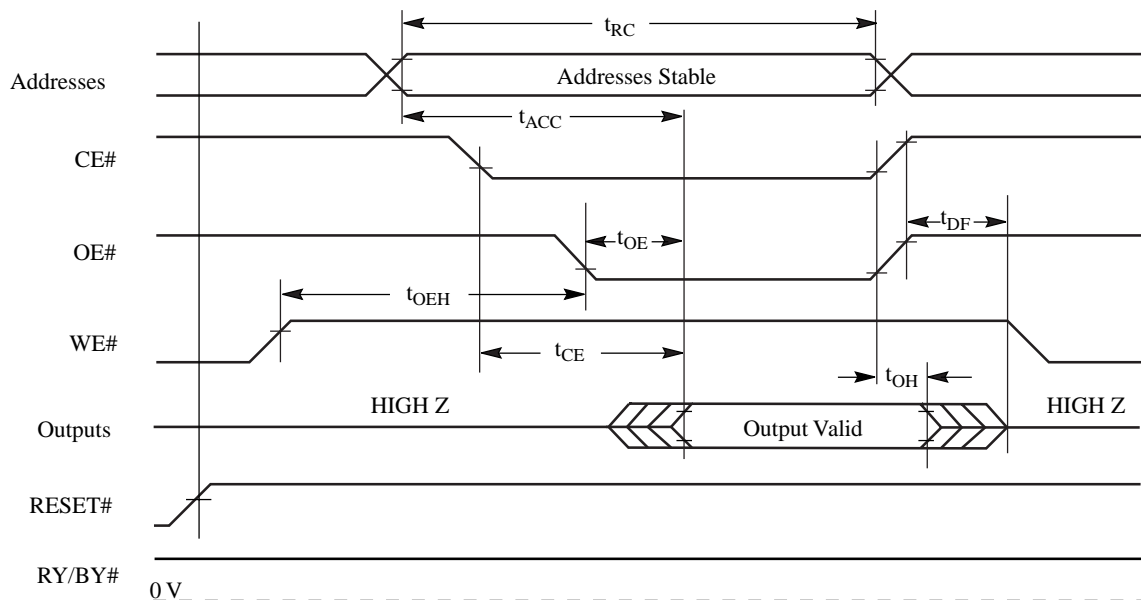 tRC
Addresses
Addresses Stable
tACC
CE#
tDF
OE#
tOE
tOEH
WE#
tCE
tOH
HIGH Z
HIGH Z
Outputs
Output Valid
RESET#
RY/BY#
0 V